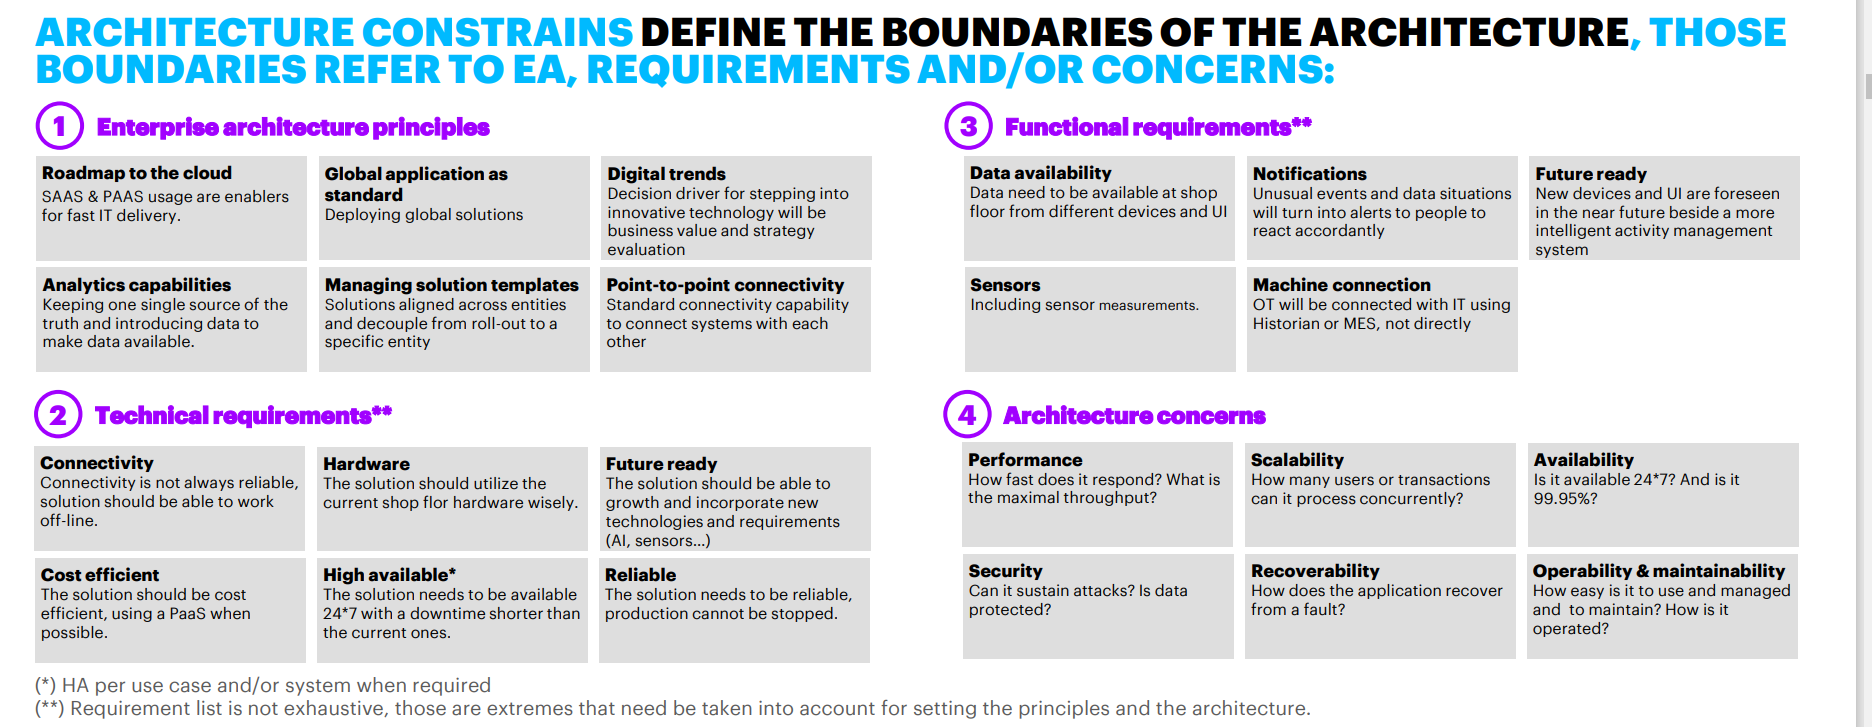 ARCHITECTURE CONSTRAINS DEFINE THE BOUNDARIES OF THE ARCHITECTURE, THOSE
BOUNDARIES REFER TO EA, REQUIREMENTS AND/OR CONCERNS:
1 Enterprise architecture principles
Roadmap to the cloud
SAAS & PAAS usage are enablers
for fast IT delivery.
Global application as
standard
Deploying global solutions
Digital trends
Decision driver for stepping into
innovative technology will be
business value and strategy
evaluation
Analytics capabilities
Keeping one single source of the
truth and introducing data to
make data available.
Managing solution templates
Solutions aligned across entities
and decouple from roll-out to a
specific entity
Point-to-point connectivity
Standard connectivity capability
to connect systems with each
other
2 Technical requirements**
Connectivity
Connectivity is not always reliable,
solution should be able to work
off-line.
Hardware
The solution should utilize the
current shop flor hardware wisely.
Future ready
The solution should be able to
growth and incorporate new
technologies and requirements
(AI, sensors...)
Cost efficient
The solution should be cost
efficient, using a PaaS when
possible.
High available*
The solution needs to be available
24*7 with a downtime shorter than
the current ones.
Reliable
The solution needs to be reliable,
production cannot be stopped.
3 Functional requirements**
Data availability
Data need to be available at shop
floor from different devices and UI
Notifications
Unusual events and data situations
will turn into alerts to people to
react accordantly
Future ready
New devices and UI are foreseen
in the near future beside a more
intelligent activity management
system
Sensors
Including sensor measurements.
Machine connection
OT will be connected with IT using
Historian or MES, not directly
4 Architecture concerns
Performance
How fast does it respond? What is
the maximal throughput?
Scalability
How many users or transactions
can it process concurrently?
Availability
Is it available 24*7? And is it
99.95%?
Security
Can it sustain attacks? Is data
protected?
Recoverability
How does the application recover
from a fault?
Operability & maintainability
How easy is it to use and managed
and to maintain? How is it
operated?
(*) HA per use case and/or system when required
(**) Requirement list is not exhaustive, those are extremes that need be taken into account for setting the principles and the architecture.